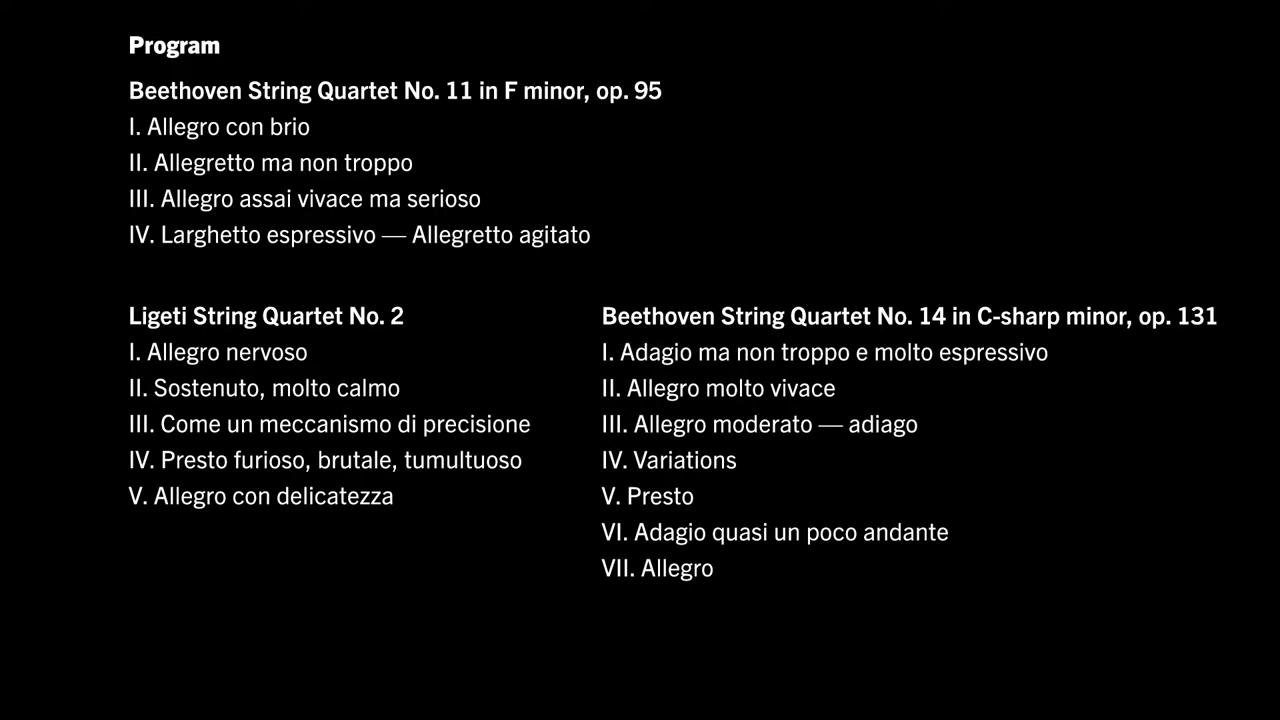 Program
Beethoven String Quartet No. 11 in F minor, op. 95
I. Allegro con brio
II. Allegretto ma non troppo
III. Allegro assai vivace ma serioso
IV. Larghetto espressivo — Allegretto agitato
Ligeti String Quartet No. 2
I. Allegro nervoso
II. Sostenuto, molto calmo
III. Come un meccanismo di precisione
IV. Presto furioso, brutale, tumultuoso
V. Allegro con delicatezza
Beethoven String Quartet No. 14 in C-sharp minor, op. 131
I. Adagio ma non troppo e molto espressivo
II. Allegro molto vivace
III. Allegro moderato — adiago
IV. Variations
V. Presto
VI. Adagio quasi un poco andante
VII. Allegro